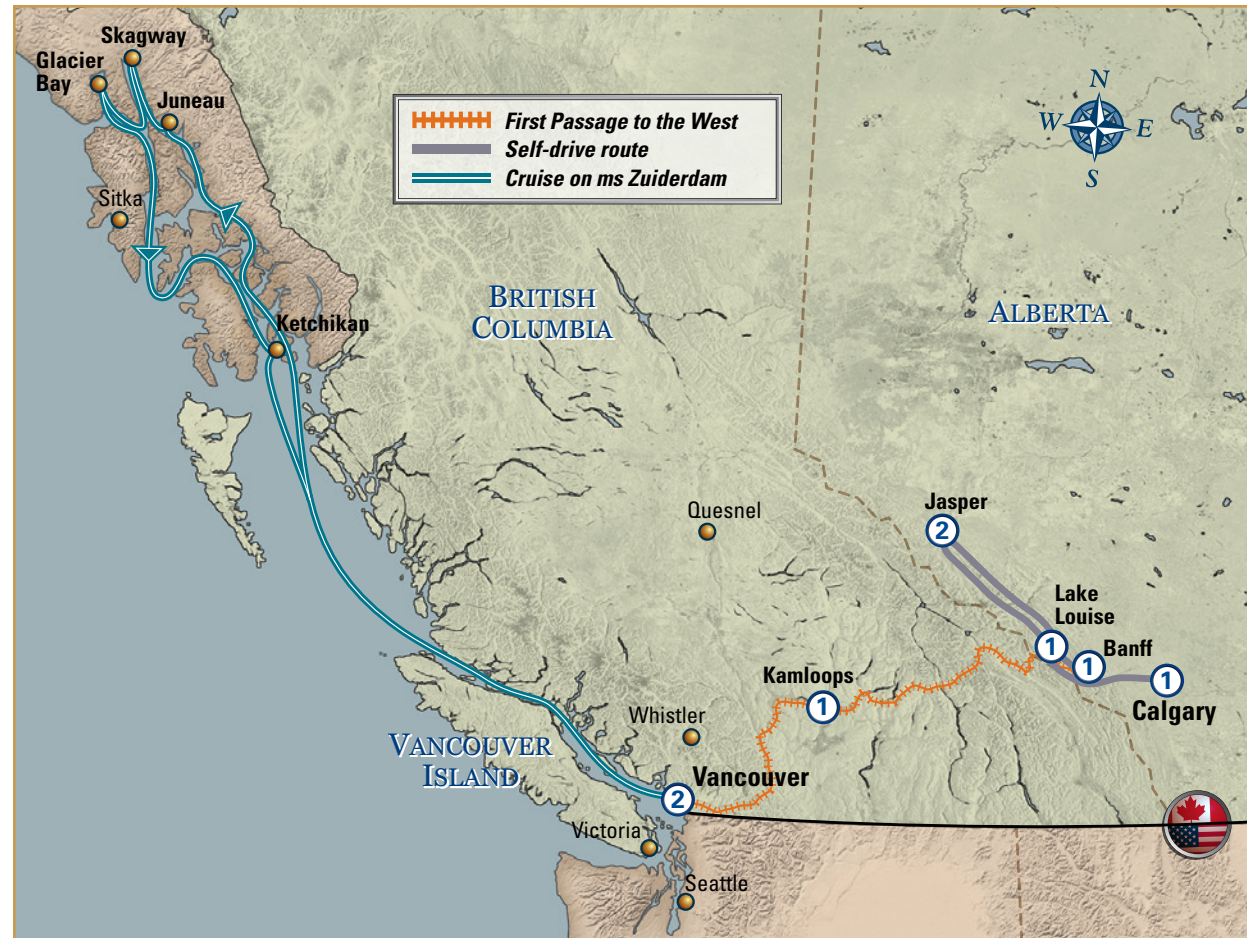 Skagway
Glacier
Bay
Juneau
Sitka
Ketchikan
First Passage to the West
Self-drive route
Cruise on ms Zuiderdam
N
W
E
S
BRITISH
COLUMBIA
ALBERTA
Quesnel
Jasper
2
Lake
Louise
1
Banff
1
Kamloops
1
Calgary
1
Whistler
VANCOUVER
ISLAND
Vancouver
2
Victoria
Seattle